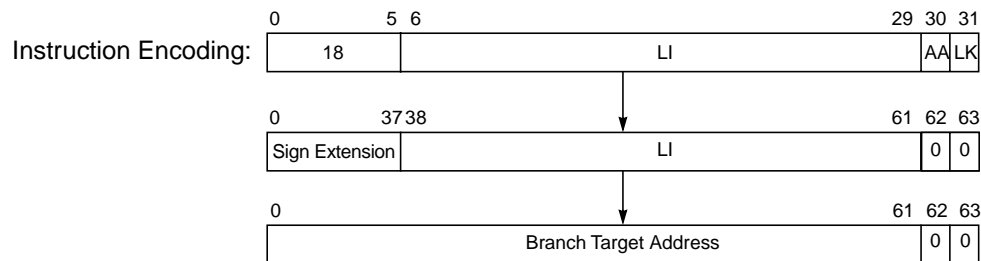 0 5 6 29 30 31
Instruction Encoding: 18 LI AA LK
0 37 38 61 62 63
Sign Extension LI 0 0
0 61 62 63
Branch Target Address 0 0